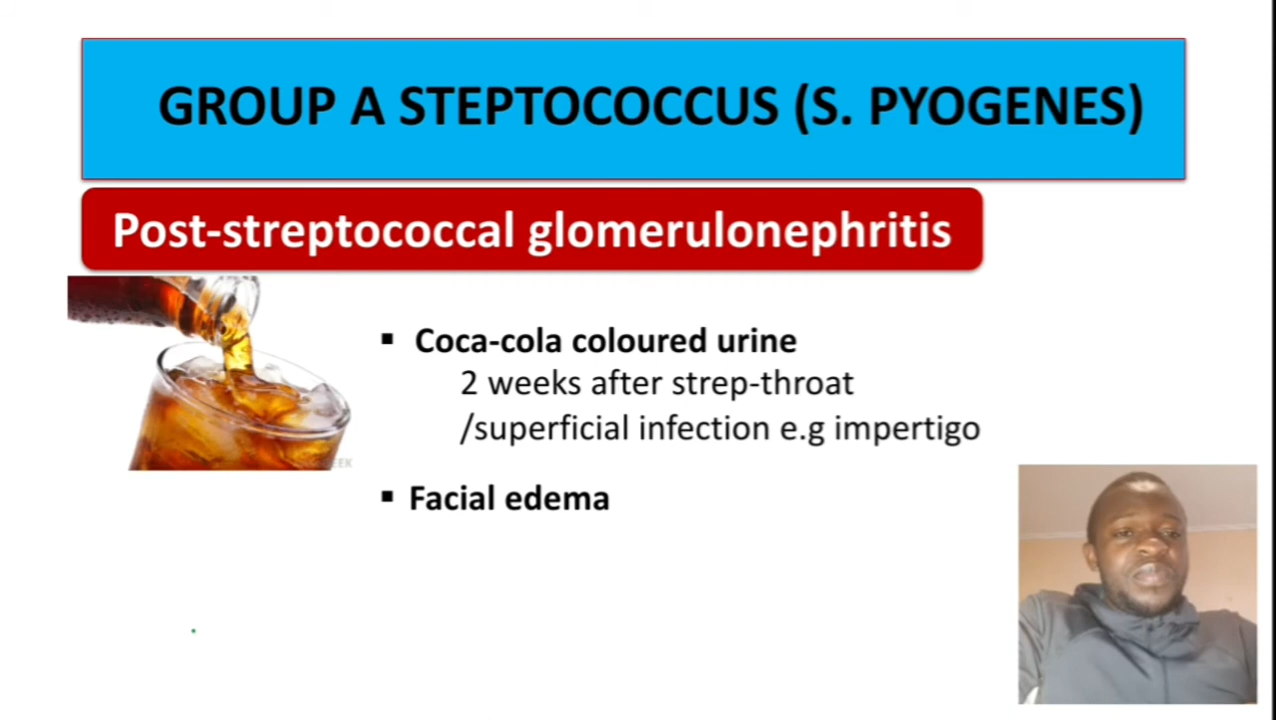 GROUP A STEPTOCOCCUS (S. PYOGENES)
Post-streptococcal glomerulonephritis
▪ Coca-cola coloured urine
2 weeks after strep-throat
/superficial infection e.g impertigo
▪ Facial edema